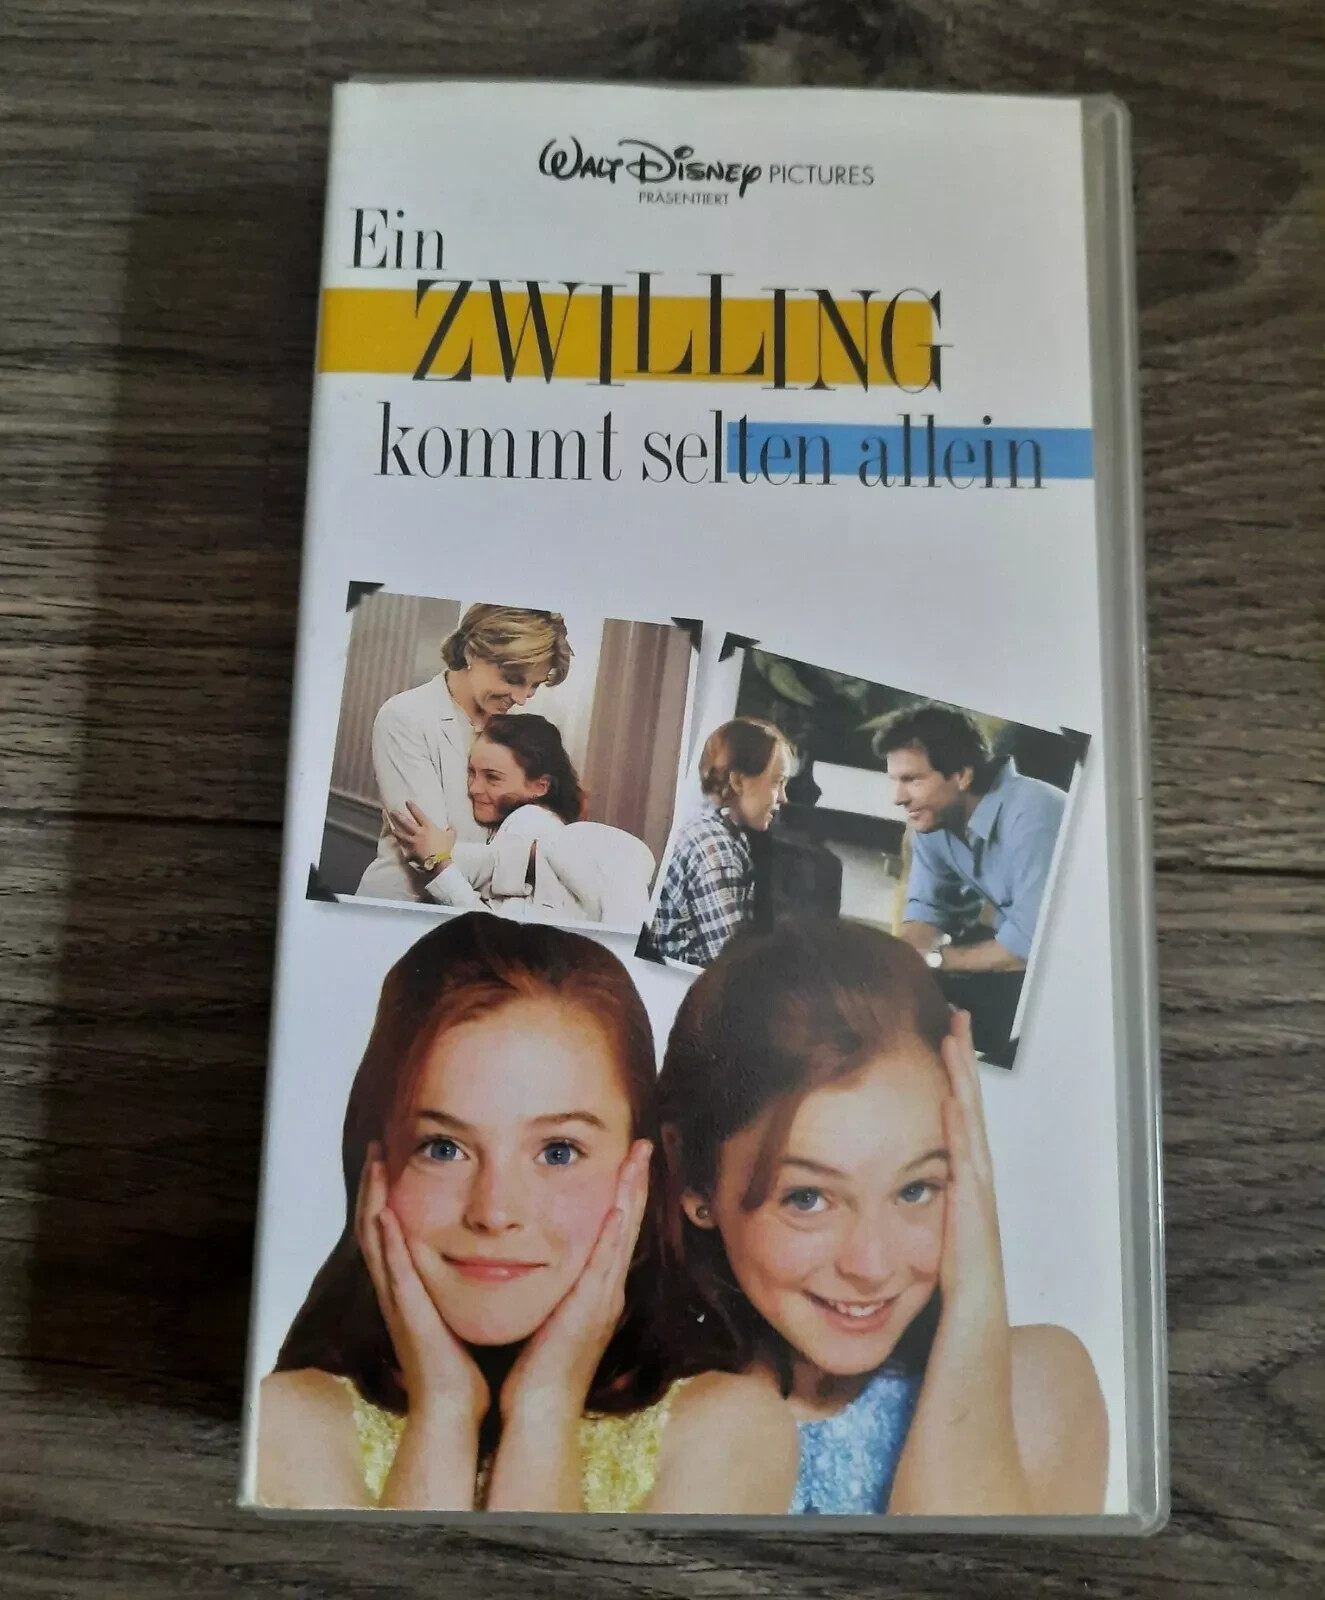 WALT DISNEY PICTURES
PRÄSENTIERT
Ein
ZWILLING
kommt selten allein